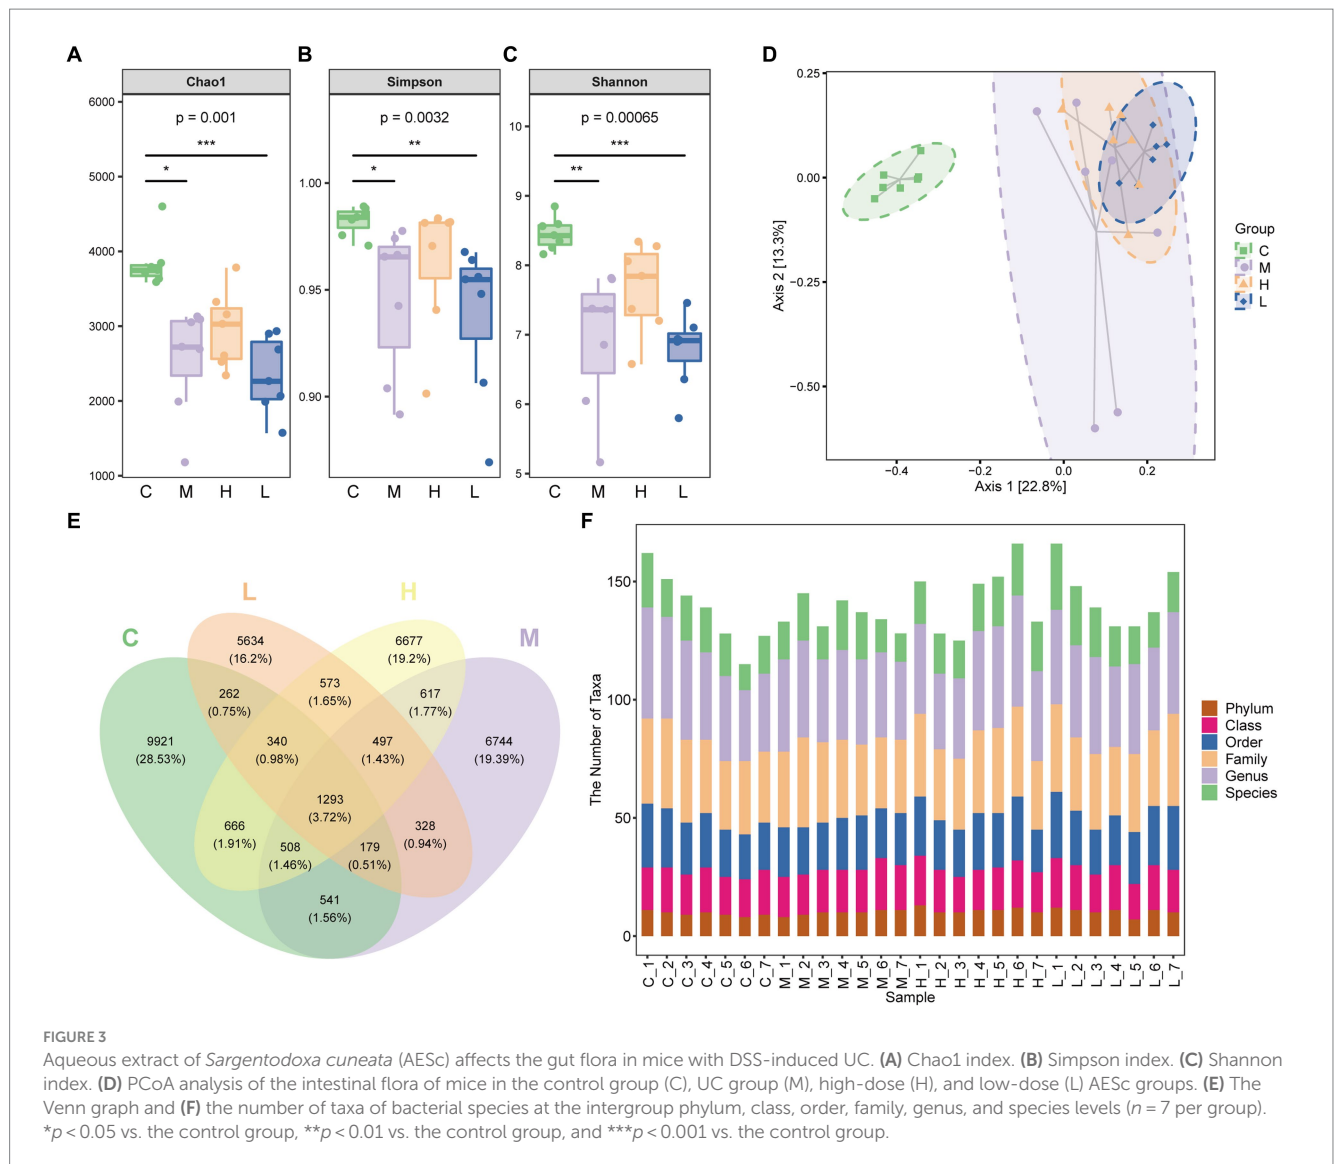 A
Chao1
p = 0.001
***
*
6000
5000
4000
3000
2000
1000
C M H L
B
Simpson
p = 0.0032
**
*
1.00
0.95
0.90
C M H L
C
Shannon
p = 0.00065
***
**
10
9
8
7
6
5
C M H L
D
0.25
0.00
−0.25
−0.50
Axis 2 [13.3%]
−0.4 −0.2 0.0 0.2
Axis 1 [22.8%]
Group
C
M
H
L
E
L
H
C
M
5634
(16.2%)
6677
(19.2%)
573
(1.65%)
262
(0.75%)
617
(1.77%)
9921
(28.53%)
340
(0.98%)
497
(1.43%)
6744
(19.39%)
1293
(3.72%)
666
(1.91%)
328
(0.94%)
508
(1.46%)
179
(0.51%)
541
(1.56%)
F
The Number of Taxa
150
100
50
0
C_1 C_2 C_3 C_4 C_5 C_6 C_7 M_1 M_2 M_3 M_4 M_5 M_6 M_7 H_1 H_2 H_3 H_4 H_5 H_6 H_7 L_1 L_2 L_3 L_4 L_5 L_6 L_7
Sample
Phylum
Class
Order
Family
Genus
Species
FIGURE 3
Aqueous extract of Sargentodoxa cuneata (AESc) affects the gut flora in mice with DSS-induced UC. (A) Chao1 index. (B) Simpson index. (C) Shannon
index. (D) PCoA analysis of the intestinal flora of mice in the control group (C), UC group (M), high-dose (H), and low-dose (L) AESc groups. (E) The
Venn graph and (F) the number of taxa of bacterial species at the intergroup phylum, class, order, family, genus, and species levels (n = 7 per group).
*p < 0.05 vs. the control group, **p < 0.01 vs. the control group, and ***p < 0.001 vs. the control group.